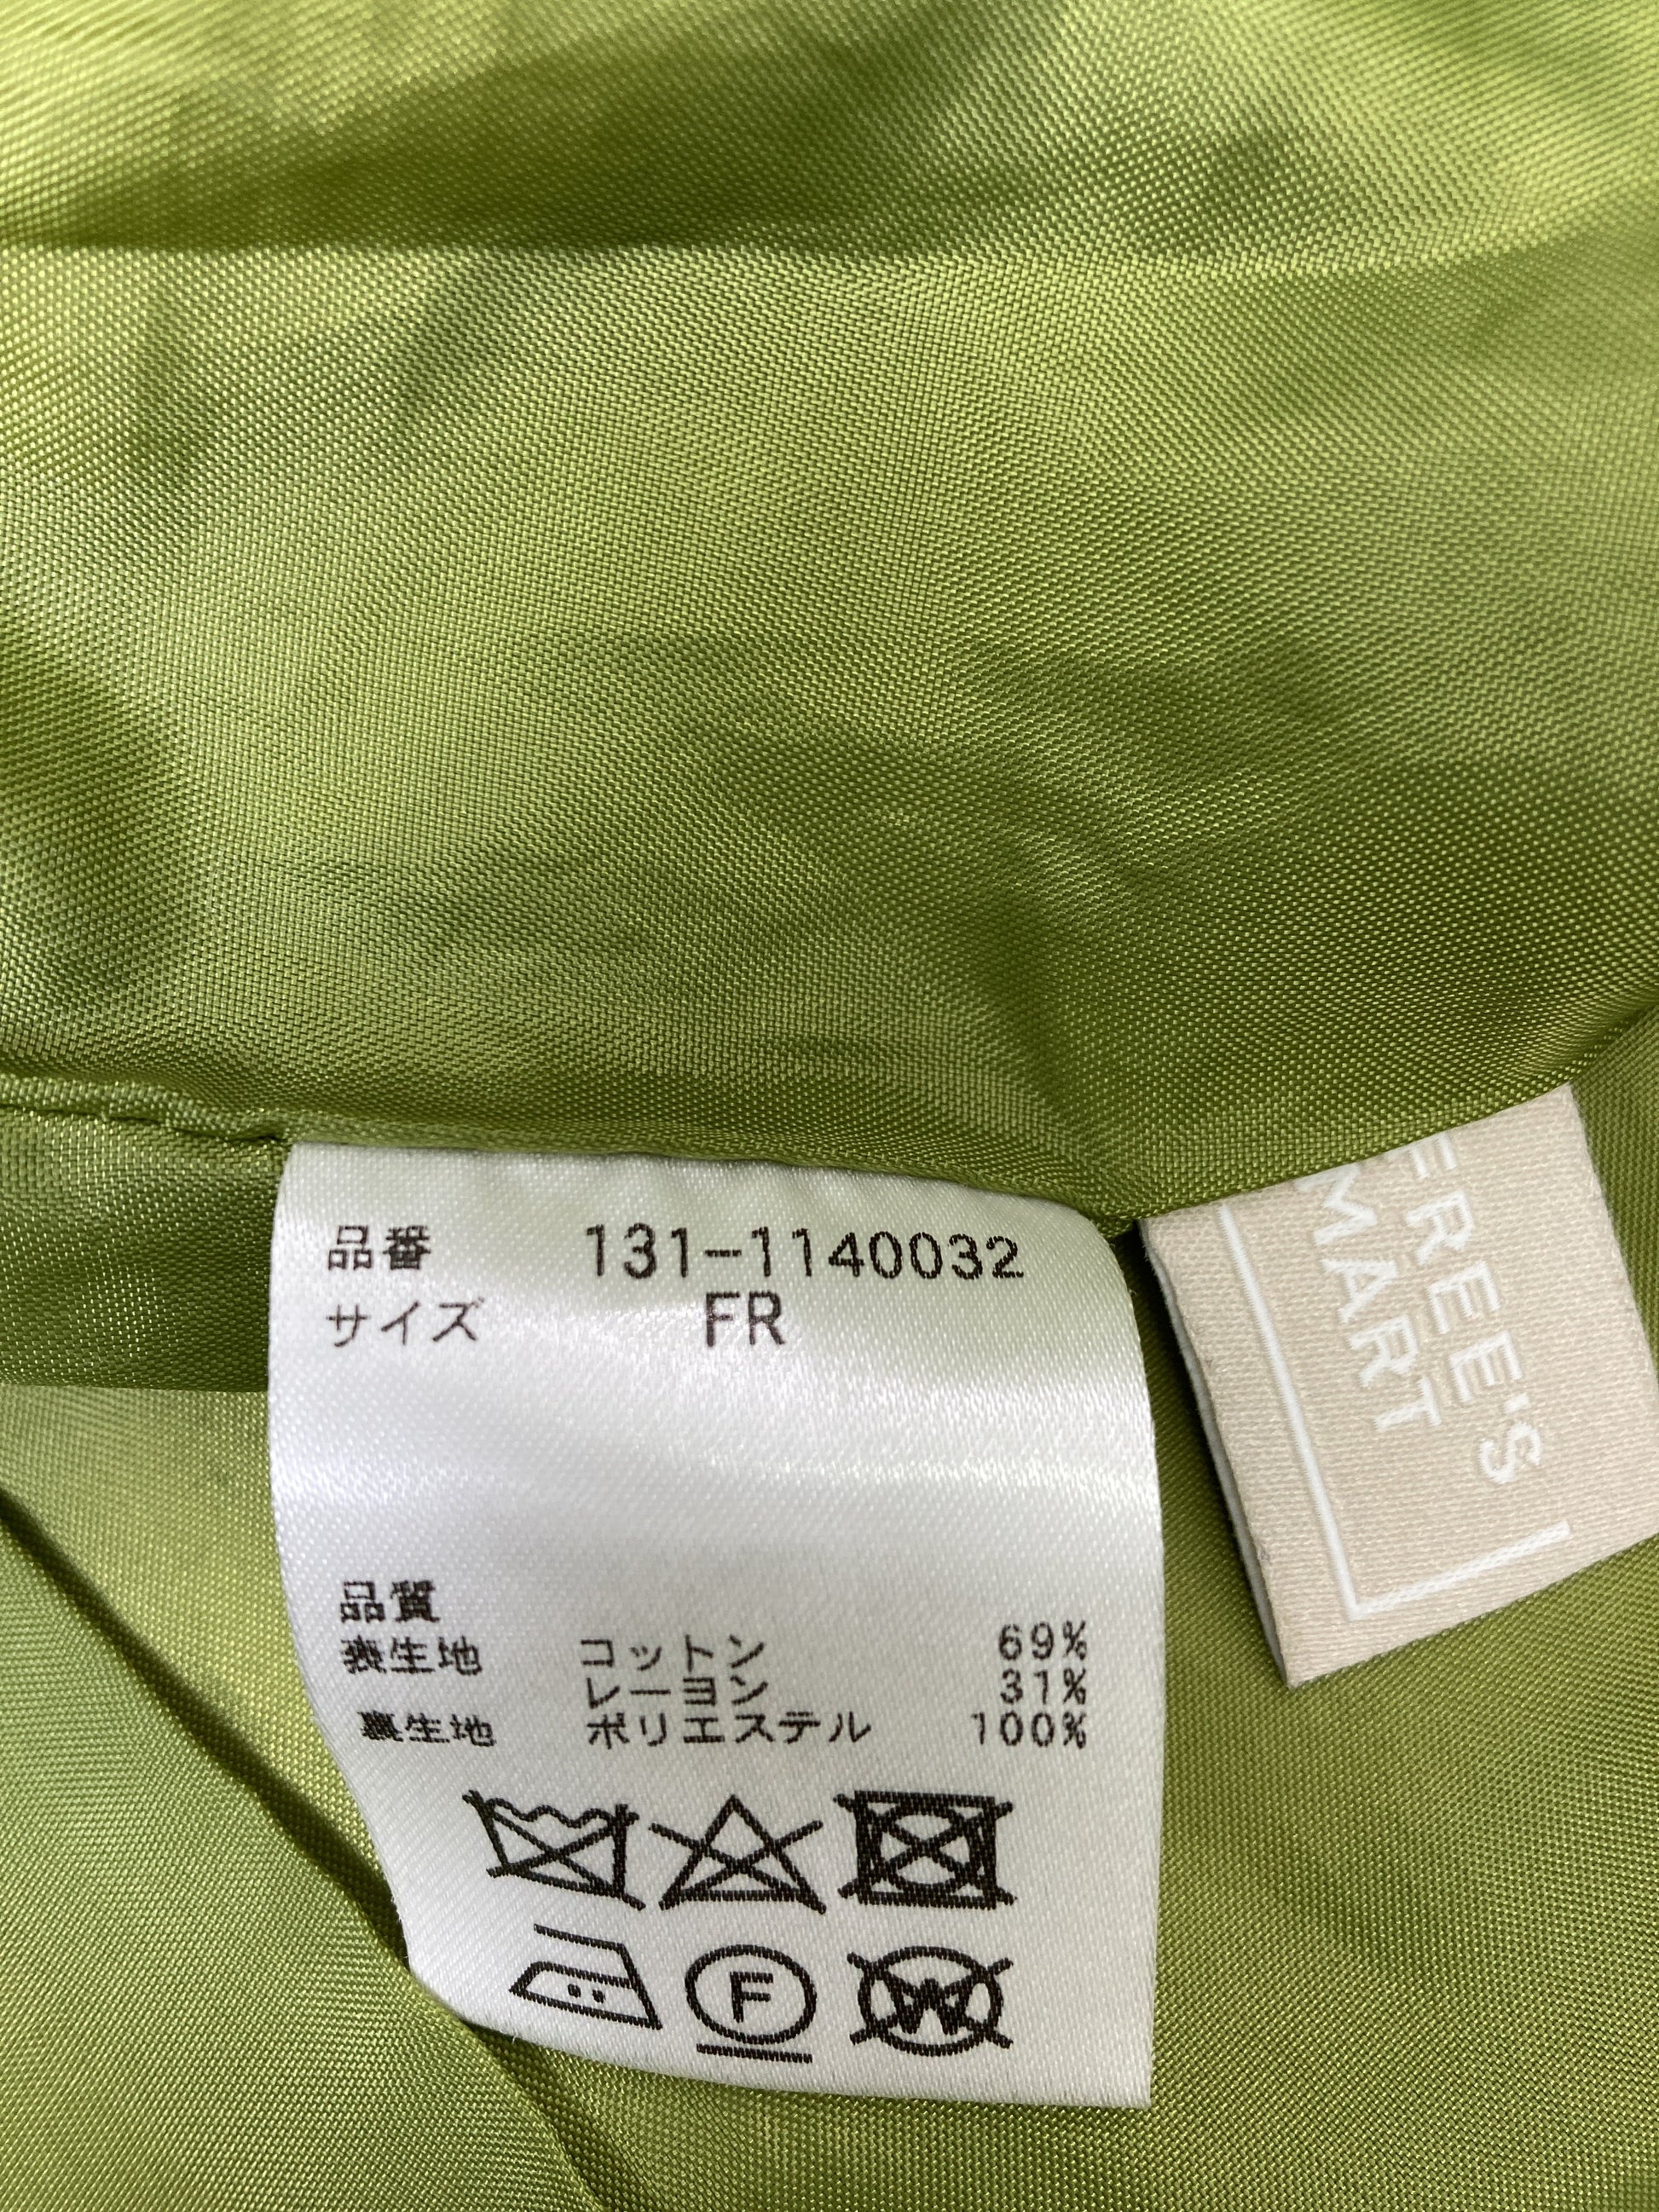 品番 131-1140032
サイズ FR
品質
表生地 コットン 69%
レーヨン 31%
裏生地 ポリエステル 100%
F
W
FREE'S
MART